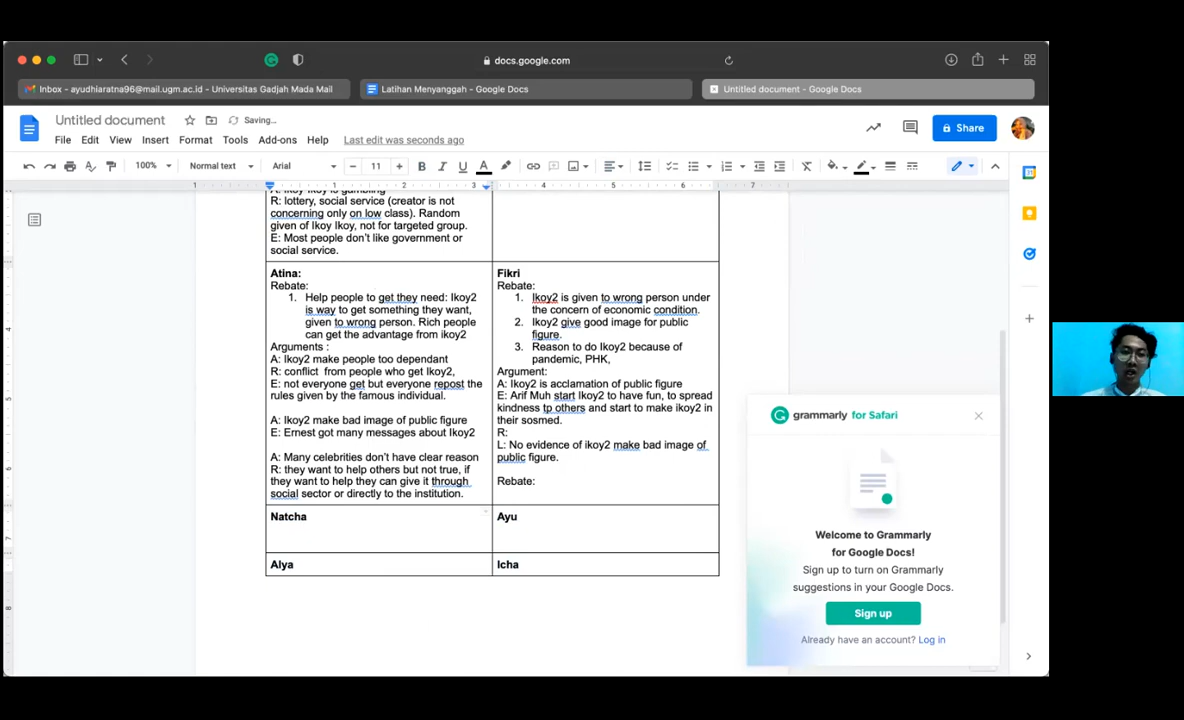 docs.google.com
Inbox - ayudhiaratna96@mail.ugm.ac.id - Universitas Gadjah Mada Mail
Latihan Menyanggah - Google Docs
Untitled document - Google Docs
Untitled document
Saving...
File Edit View Insert Format Tools Add-ons Help Last edit was seconds ago
Share
100% Normal text Arial 11 B I U A
1 1 2 3 4 5 6 7
R: lottery, social service (creator is not
concerning only on low class). Random
given of Ikoy Ikoy, not for targeted group.
E: Most people don't like government or
social service.
Atina:
Rebate:
1. Help people to get they need: Ikoy2
is way to get something they want,
given to wrong person. Rich people
can get the advantage from ikoy2
Arguments :
A: Ikoy2 make people too dependant
R: conflict from people who get Ikoy2,
E: not everyone get but everyone repost the
rules given by the famous individual.
A: Ikoy2 make bad image of public figure
E: Ernest got many messages about Ikoy2
A: Many celebrities don't have clear reason
R: they want to help others but not true, if
they want to help they can give it through
social sector or directly to the institution.
Fikri
Rebate:
1. Ikoy2 is given to wrong person under
the concern of economic condition.
2. Ikoy2 give good image for public
figure.
3. Reason to do Ikoy2 because of
pandemic, PHK,
Argument:
A: Ikoy2 is acclamation of public figure
E: Arif Muh start Ikoy2 to have fun, to spread
kindness tp others and start to make ikoy2 in
their sosmed.
R:
L: No evidence of ikoy2 make bad image of
public figure.
Rebate:
Natcha
Ayu
Alya
Icha
4
7
8
grammarly for Safari
Welcome to Grammarly
for Google Docs!
Sign up to turn on Grammarly
suggestions in your Google Docs.
Sign up
Already have an account? Log in